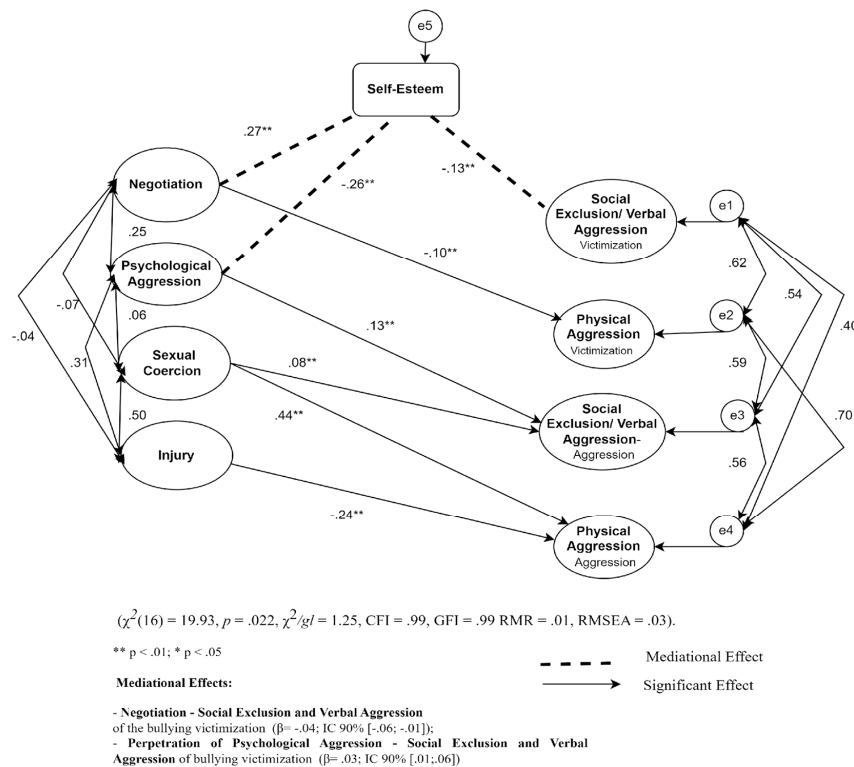 e5
Self-Esteem
.27**
-.26**
-.13**
Negotiation
Social
Exclusion/ Verbal
Aggression
Victimization
e1
.25
-.10**
.62
Psychological
Aggression
.54
-.07
.06
Physical
Aggression
Victimization
e2
.40
-.04
.13**
Sexual
Coercion
.31
.08**
.59
.44**
Social
Exclusion/ Verbal
Aggression-
Aggression
e3
.70
.50
Injury
.56
-.24**
Physical
Aggression
Aggression
e4
(χ²(16) = 19.93, p = .022, χ²/gl = 1.25, CFI = .99, GFI = .99 RMR = .01, RMSEA = .03).
** p < .01; * p < .05
Mediational Effect
Significant Effect
Mediational Effects:
- Negotiation - Social Exclusion and Verbal Aggression
of the bullying victimization (β= -.04; IC 90% [-.06; -.01]);
- Perpetration of Psychological Aggression - Social Exclusion and Verbal
Aggression of bullying victimization (β= .03; IC 90% [.01;.06])